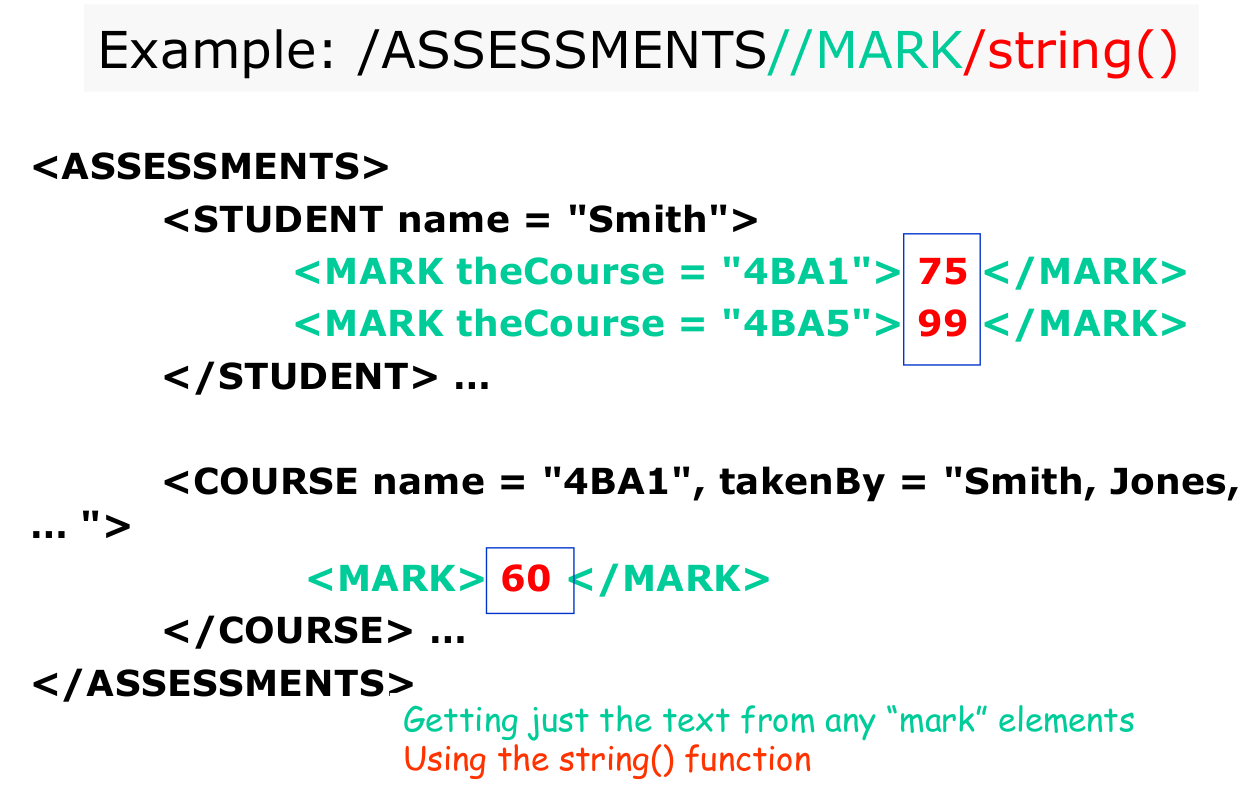 Example: /ASSESSMENTS//MARK/string()
<ASSESSMENTS>
<STUDENT name = "Smith">
<MARK theCourse = "4BA1"> 75 </MARK>
<MARK theCourse = "4BA5"> 99 </MARK>
</STUDENT> ...
<COURSE name = "4BA1", takenBy = "Smith, Jones,
... ">
<MARK> 60 </MARK>
</COURSE> ...
</ASSESSMENTS>
Getting just the text from any “mark” elements
Using the string() function